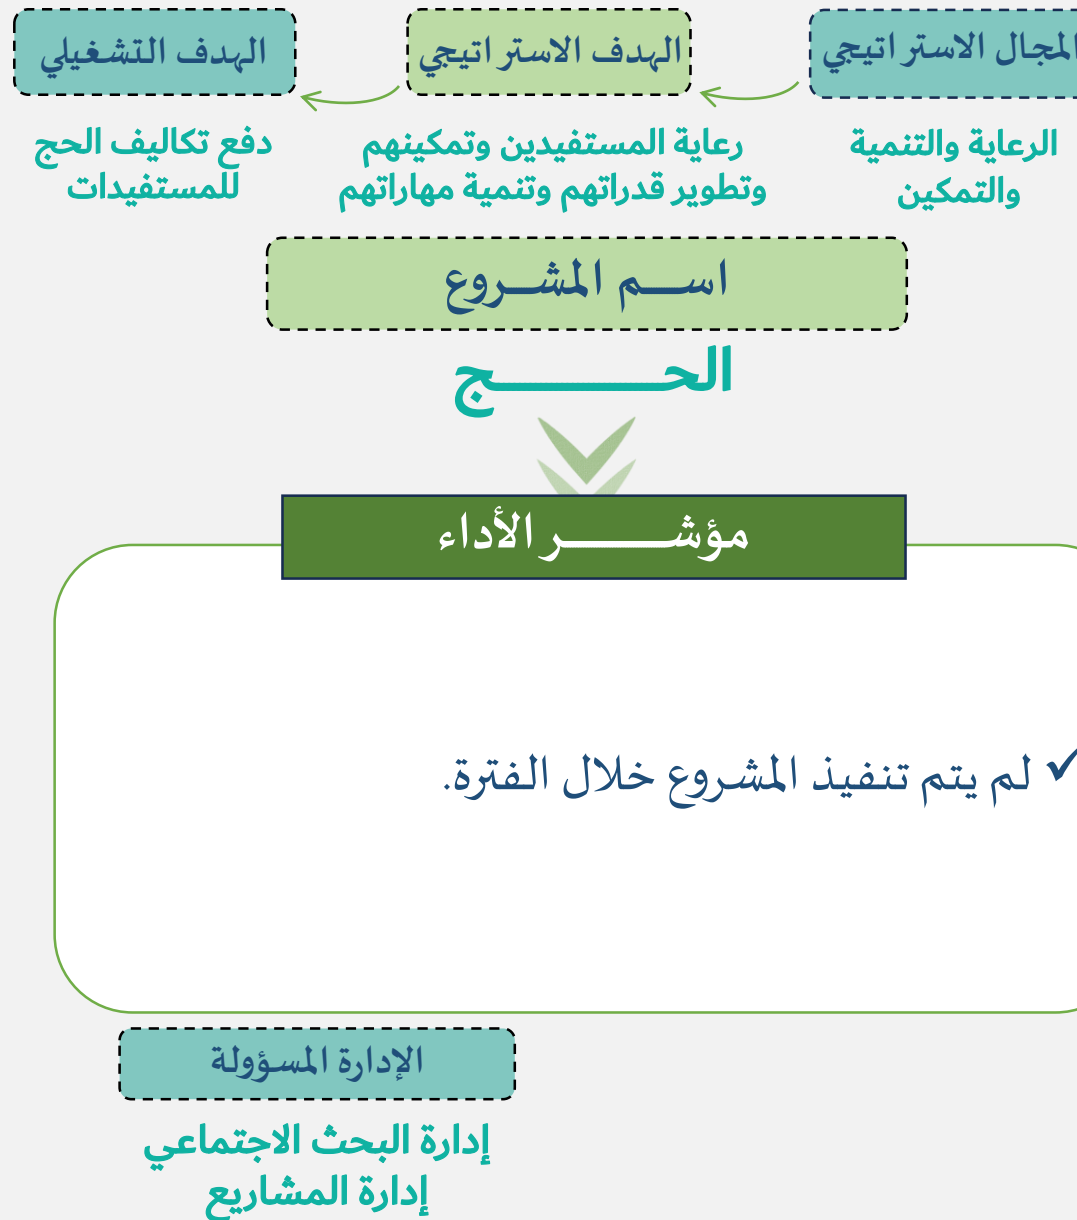 المجال الاستراتيجي
الهدف الاستراتيجي
الهدف التشغيلي
الرعاية والتنمية
والتمكين
رعاية المستفيدين وتمكينهم
وتطوير قدراتهم وتنمية مهاراتهم
دفع تكاليف الحج
للمستفيدات
اســـم المشـــروع
الحـــــــــج
مؤشـــــــر الأداء
لم يتم تنفيذ المشروع خلال الفترة.
الإدارة المسؤولة
إدارة البحث الاجتماعي
إدارة المشاريع